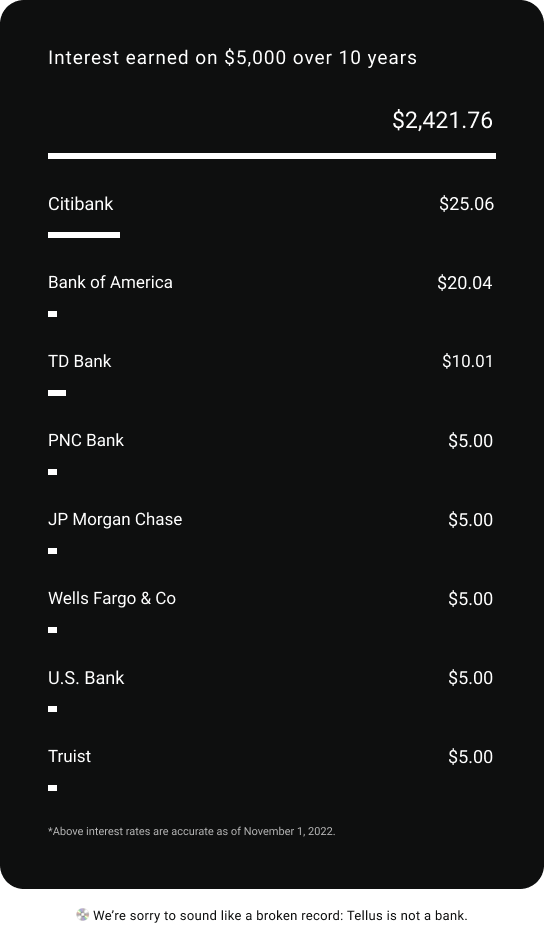 Interest earned on $5,000 over 10 years
$2,421.76
Citibank $25.06
Bank of America $20.04
TD Bank $10.01
PNC Bank $5.00
JP Morgan Chase $5.00
Wells Fargo & Co $5.00
U.S. Bank $5.00
Truist $5.00
*Above interest rates are accurate as of November 1, 2022.
We’re sorry to sound like a broken record: Tellus is not a bank.